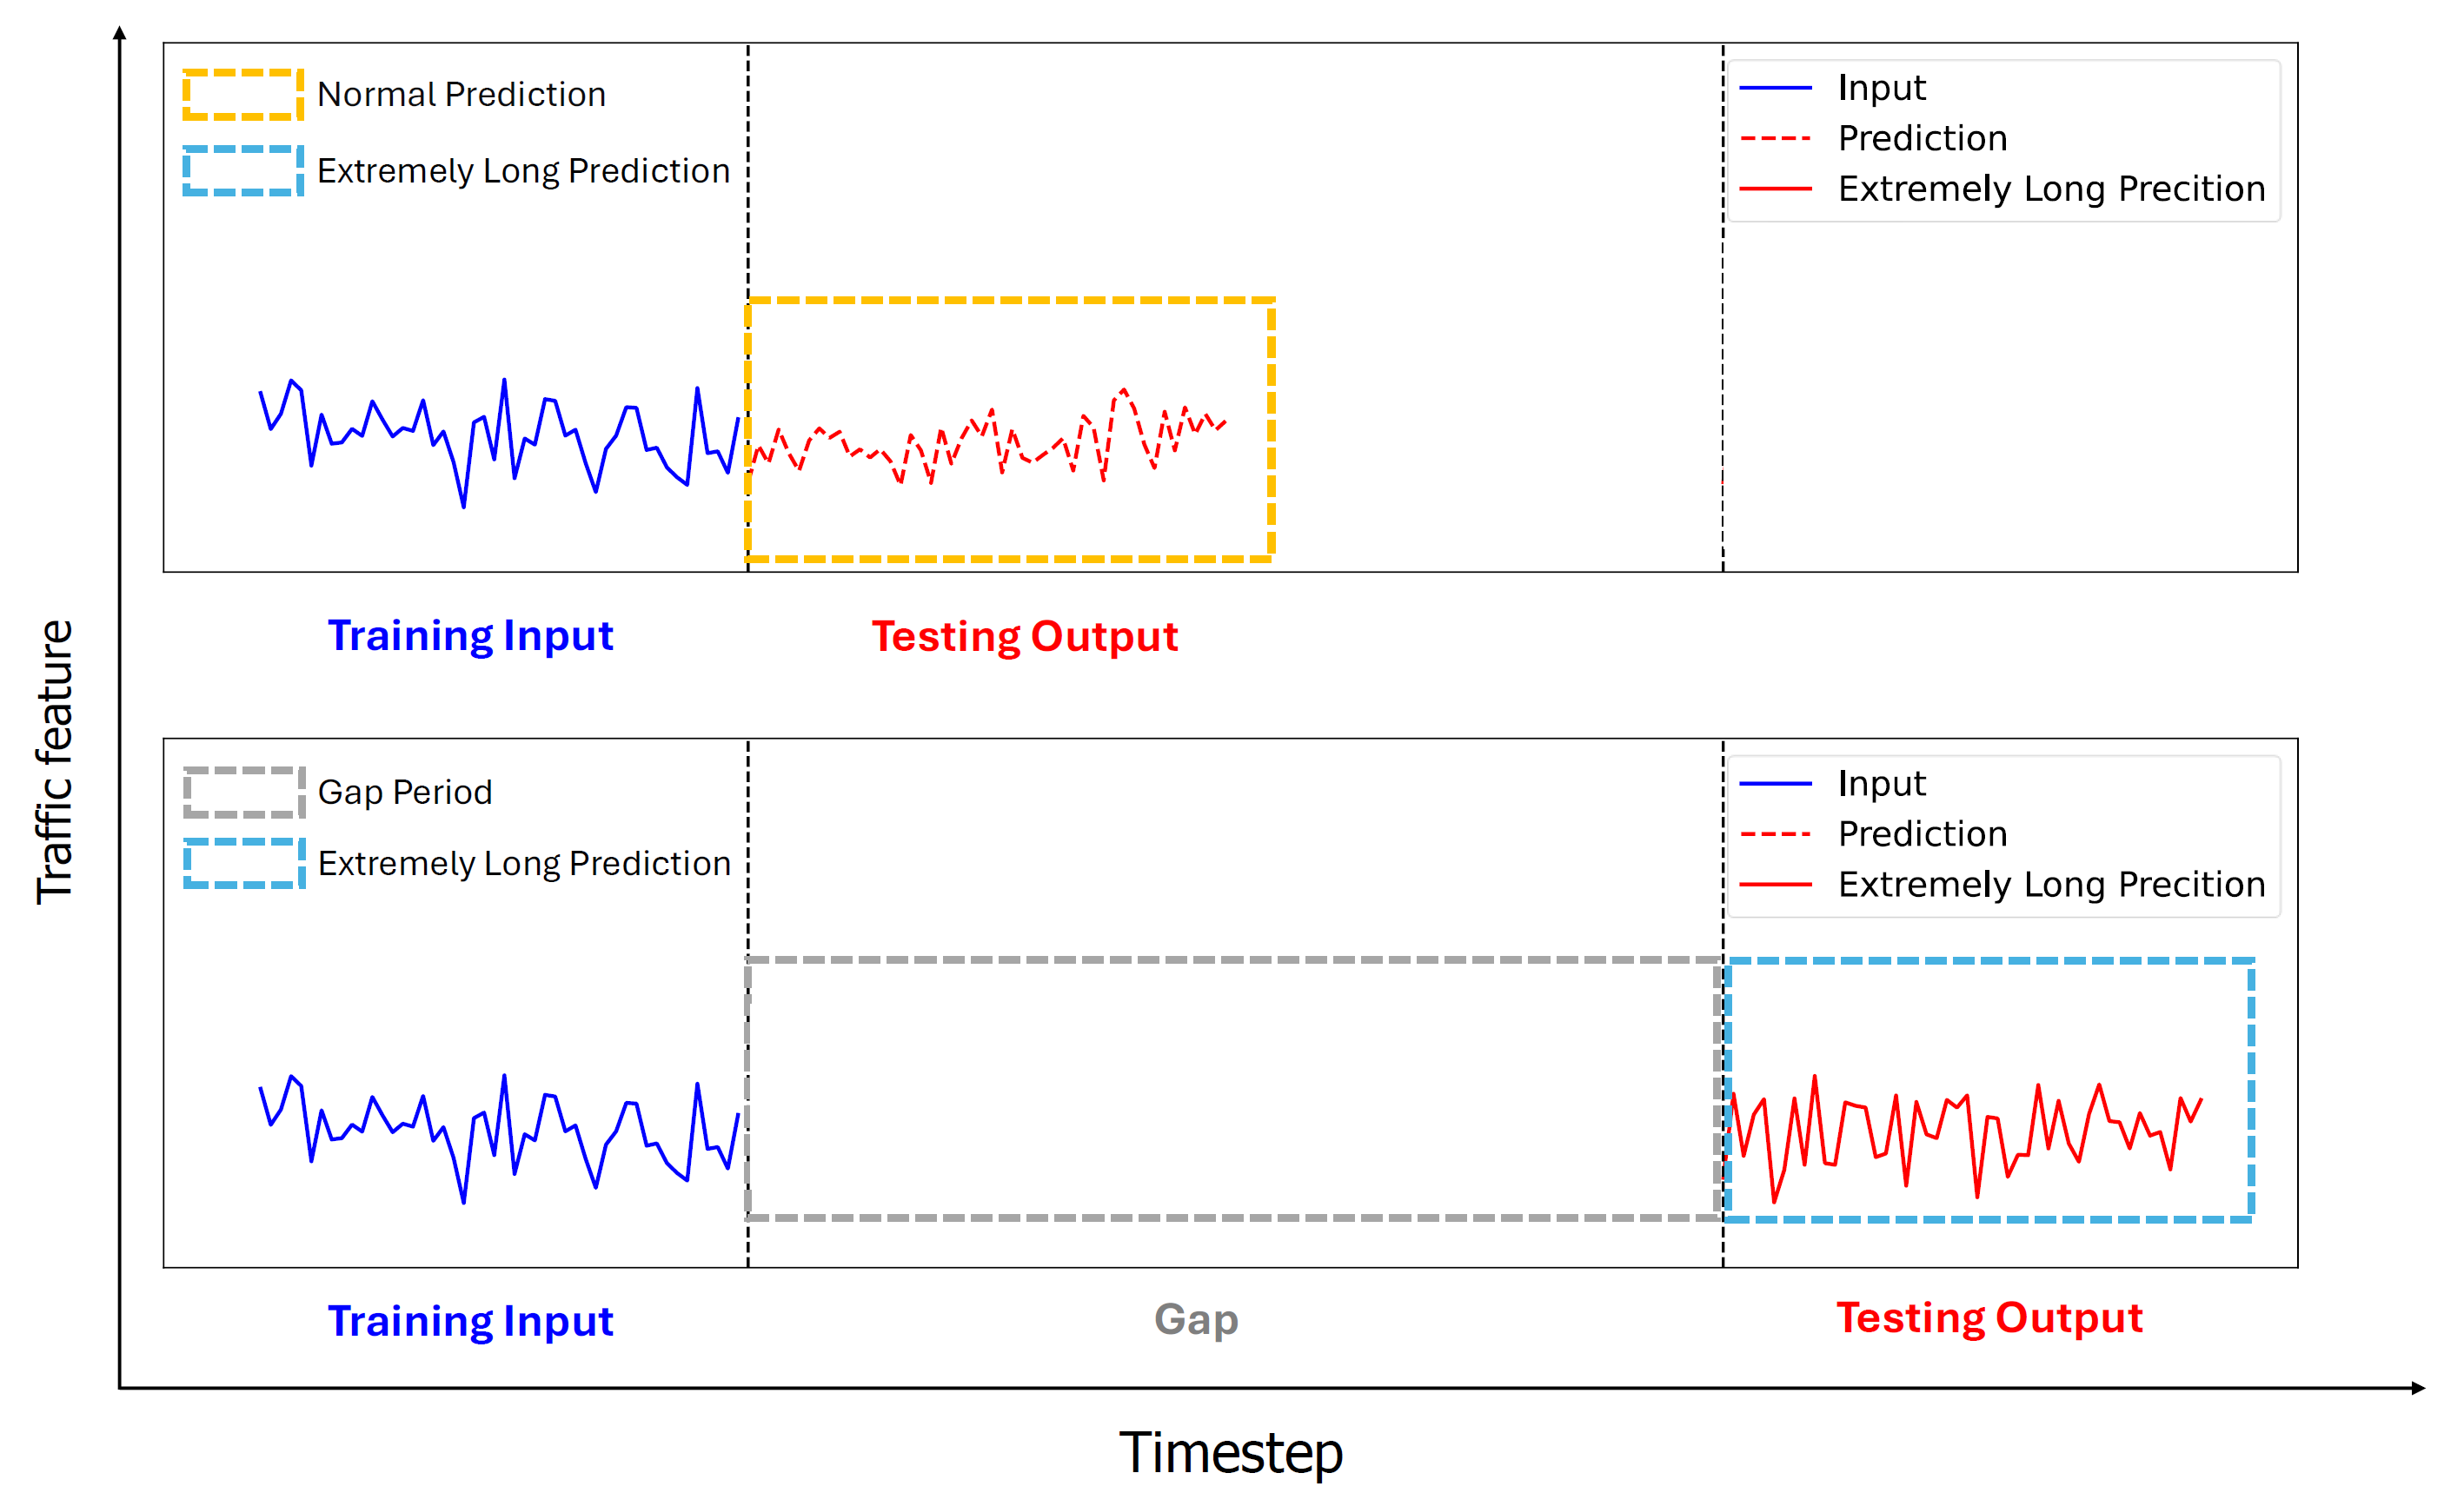 Normal Prediction
Extremely Long Prediction
Input
Prediction
Extremely Long Precition
Training Input
Testing Output
Traffic feature
Gap Period
Extremely Long Prediction
Input
Prediction
Extremely Long Precition
Training Input
Gap
Testing Output
Timestep